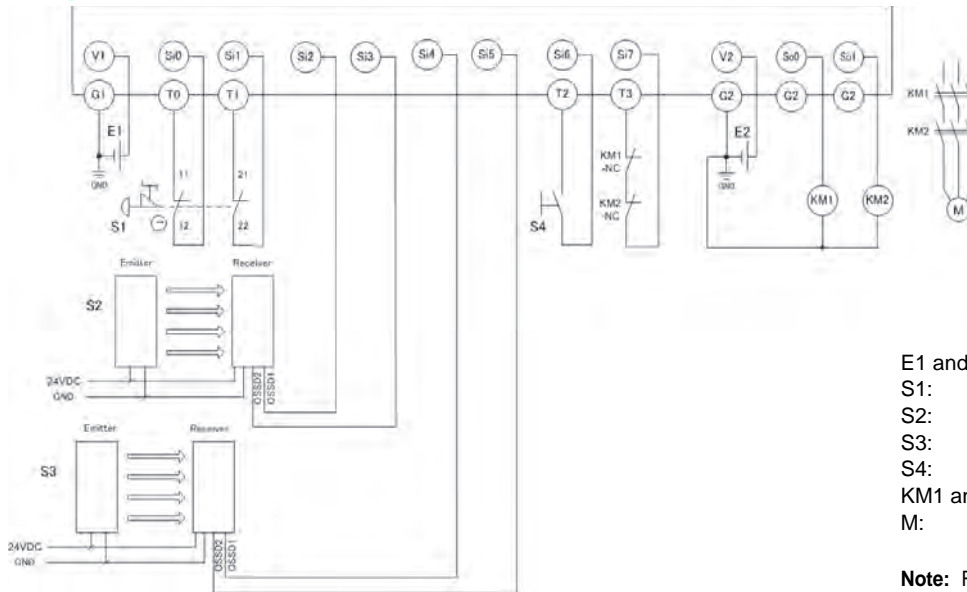 V1 Si0 Si1 Si2 Si3 Si4 Si5 Si6 Si7 V2 So0 So1
G1 T0 T1 T2 T3 G2 G2 G2
KM1
KM2
E1
GND
11 21
12 22
S1
S4
KM1
-NC
KM2
-NC
E2
GND
KM1 KM2
M
Emitter Receiver
S2
24VDC
GND
OSSD2
OSSD1
Emitter Receiver
S3
24VDC
GND
OSSD2
OSSD1
E1 and
S1:
S2:
S3:
S4:
KM1 ar
M:
Note: F